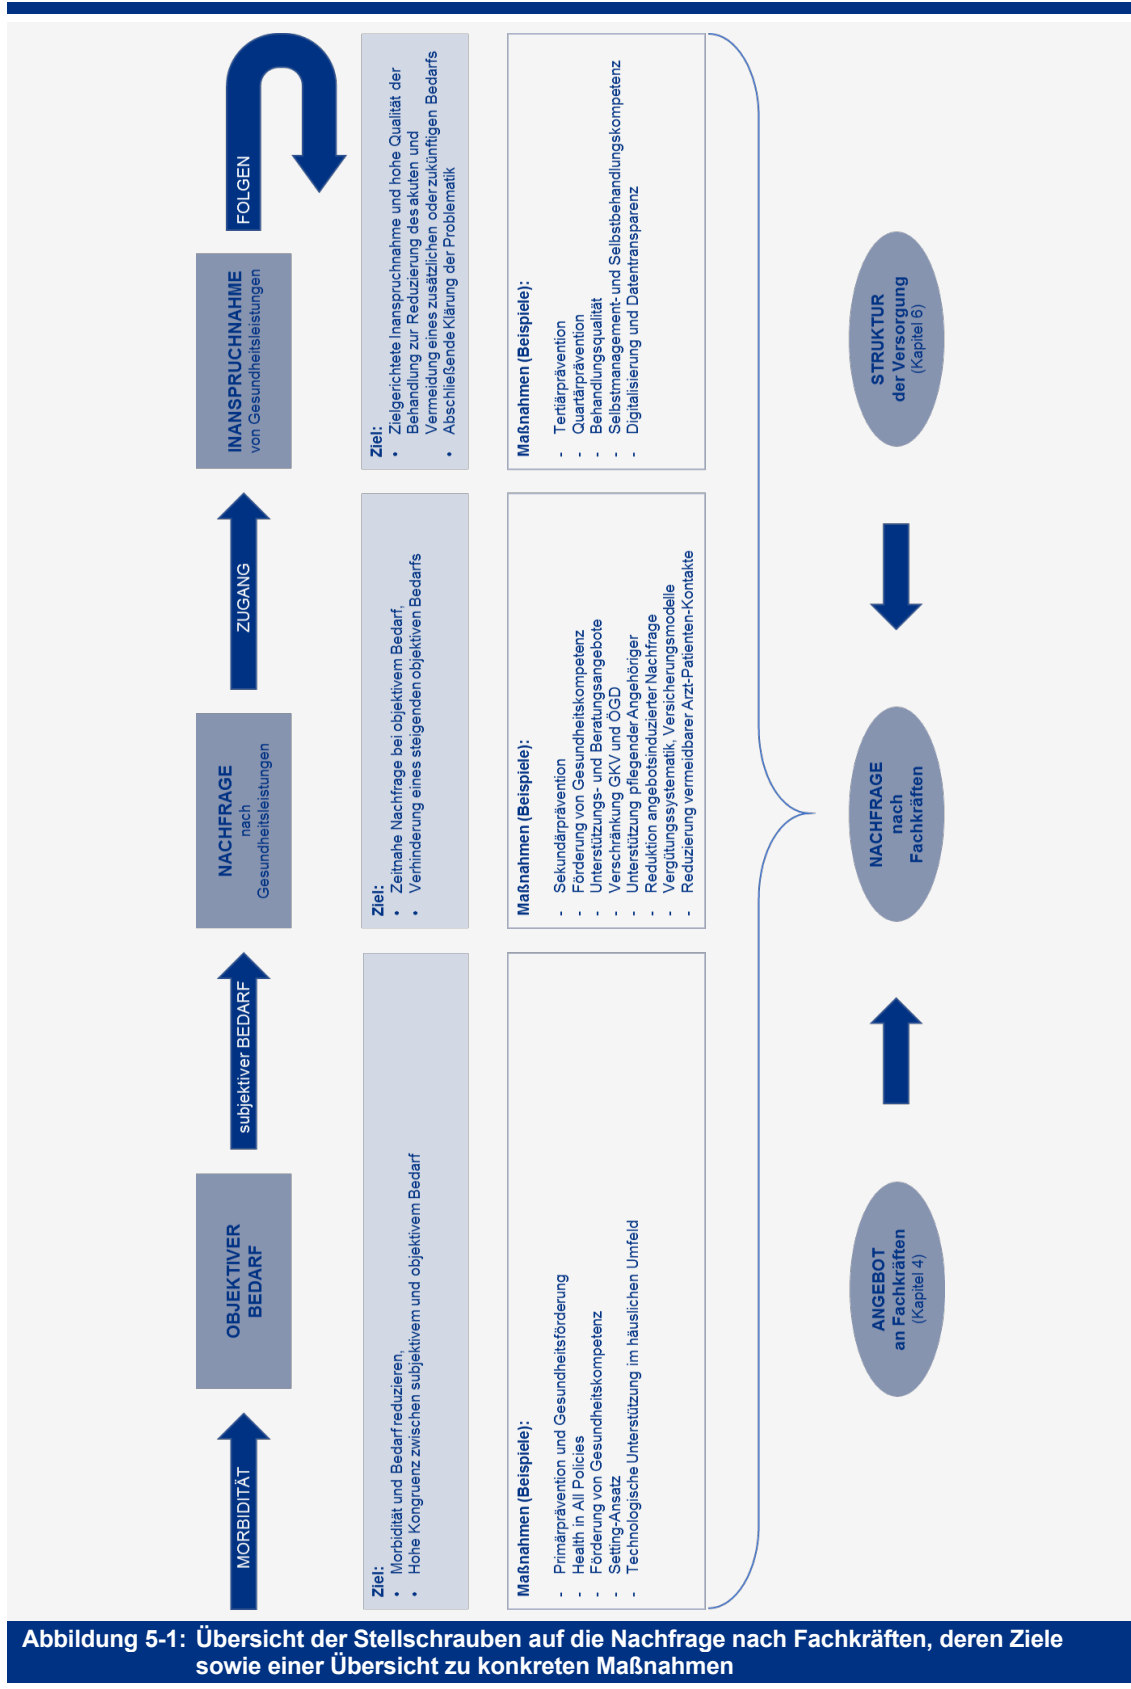 MORBIDITÄT
OBJEKTIVER
BEDARF
subjektiver BEDARF
NACHFRAGE
nach
Gesundheitsleistungen
ZUGANG
INANSPRUCHNAHME
von Gesundheitsleistungen
FOLGEN
Ziel:
• Morbidität und Bedarf reduzieren,
• Hohe Kongruenz zwischen subjektivem und objektivem Bedarf
Ziel:
• Zeitnahe Nachfrage bei objektivem Bedarf,
• Verhinderung eines steigenden objektiven Bedarfs
Ziel:
• Zielgerichtete Inanspruchnahme und hohe Qualität der
Behandlung zur Reduzierung des akuten und
Vermeidung eines zusätzlichen oder zukünftigen Bedarfs
• Abschließende Klärung der Problematik
Maßnahmen (Beispiele):
- Primärprävention und Gesundheitsförderung
- Health in All Policies
- Förderung von Gesundheitskompetenz
- Setting-Ansatz
- Technologische Unterstützung im häuslichen Umfeld
Maßnahmen (Beispiele):
- Sekundärprävention
- Förderung von Gesundheitskompetenz
- Unterstützungs- und Beratungsangebote
- Verschränkung GKV und ÖGD
- Unterstützung pflegender Angehöriger
- Reduktion angebotsinduzierter Nachfrage
- Vergütungssystematik, Versicherungsmodelle
- Reduzierung vermeidbarer Arzt-Patienten-Kontakte
Maßnahmen (Beispiele):
- Tertiärprävention
- Quartärprävention
- Behandlungsqualität
- Selbstmanagement- und Selbstbehandlungskompetenz
- Digitalisierung und Datentransparenz
ANGEBOT
an Fachkräften
(Kapitel 4)
NACHFRAGE
nach
Fachkräften
STRUKTUR
der Versorgung
(Kapitel 6)
Abbildung 5-1: Übersicht der Stellschrauben auf die Nachfrage nach Fachkräften, deren Ziele
sowie einer Übersicht zu konkreten Maßnahmen